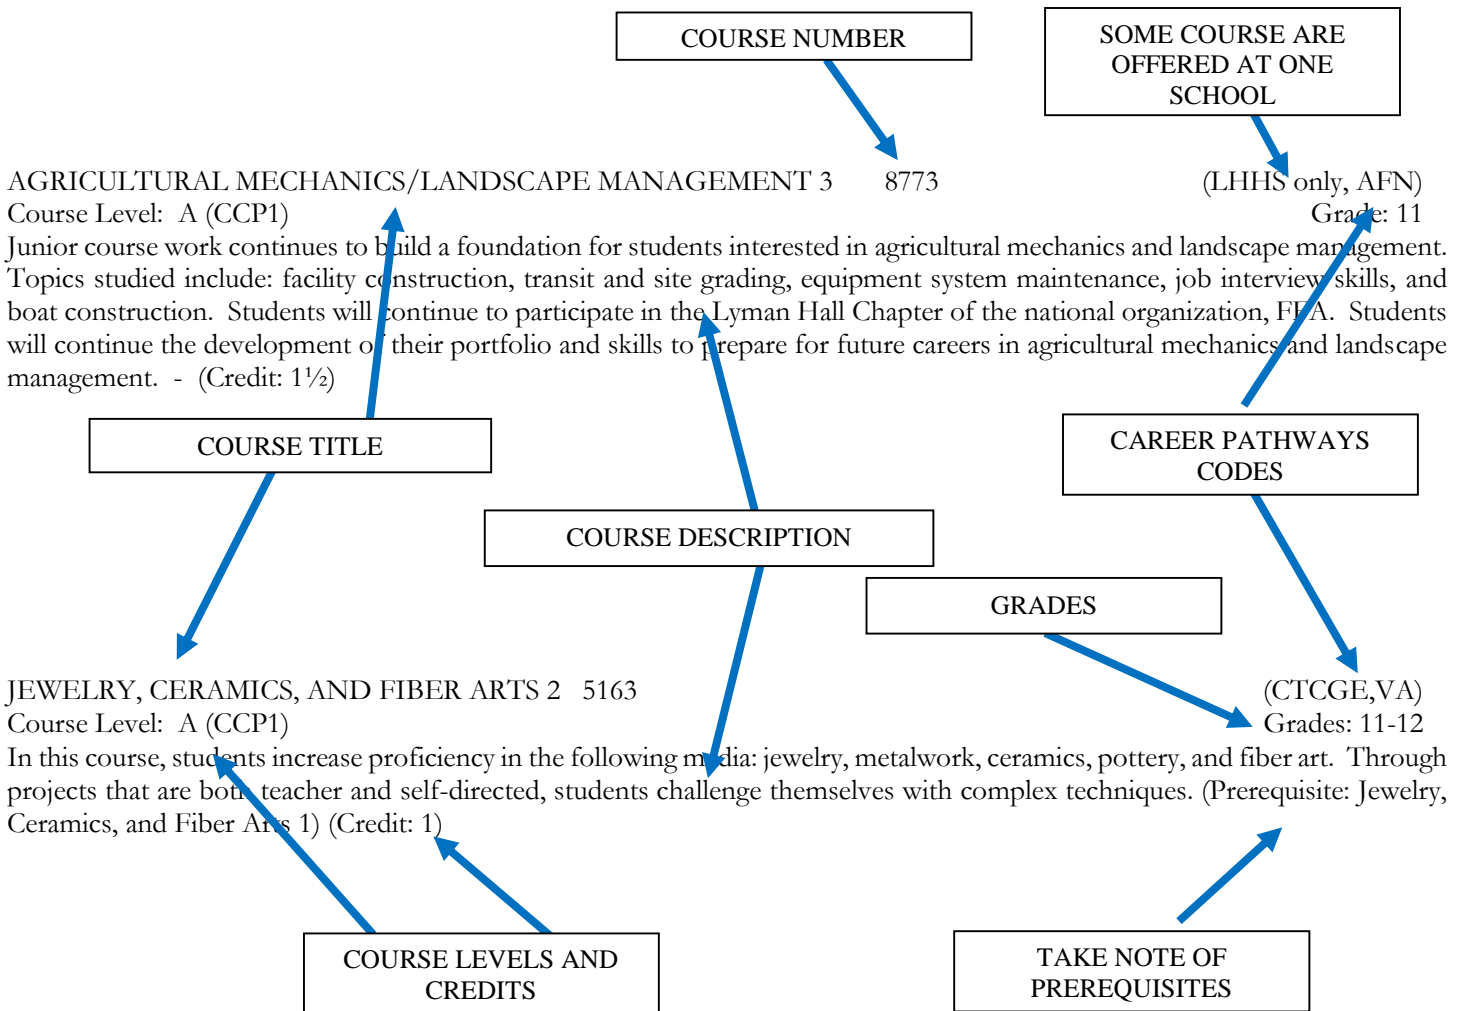 COURSE NUMBER
SOME COURSE ARE
OFFERED AT ONE
SCHOOL
AGRICULTURAL MECHANICS/LANDSCAPE MANAGEMENT 3 8773 (LHHS only, AFN)
Course Level: A (CCP1) Grade: 11
Junior course work continues to build a foundation for students interested in agricultural mechanics and landscape management.
Topics studied include: facility construction, transit and site grading, equipment system maintenance, job interview skills, and
boat construction. Students will continue to participate in the Lyman Hall Chapter of the national organization, FFA. Students
will continue the development of their portfolio and skills to prepare for future careers in agricultural mechanics and landscape
management. - (Credit: 1½)
COURSE TITLE
CAREER PATHWAYS
CODES
COURSE DESCRIPTION
GRADES
JEWELRY, CERAMICS, AND FIBER ARTS 2 5163 (CTCGE,VA)
Course Level: A (CCP1) Grades: 11-12
In this course, students increase proficiency in the following media: jewelry, metalwork, ceramics, pottery, and fiber art. Through
projects that are both teacher and self-directed, students challenge themselves with complex techniques. (Prerequisite: Jewelry,
Ceramics, and Fiber Arts 1) (Credit: 1)
COURSE LEVELS AND
CREDITS
TAKE NOTE OF
PREREQUISITES